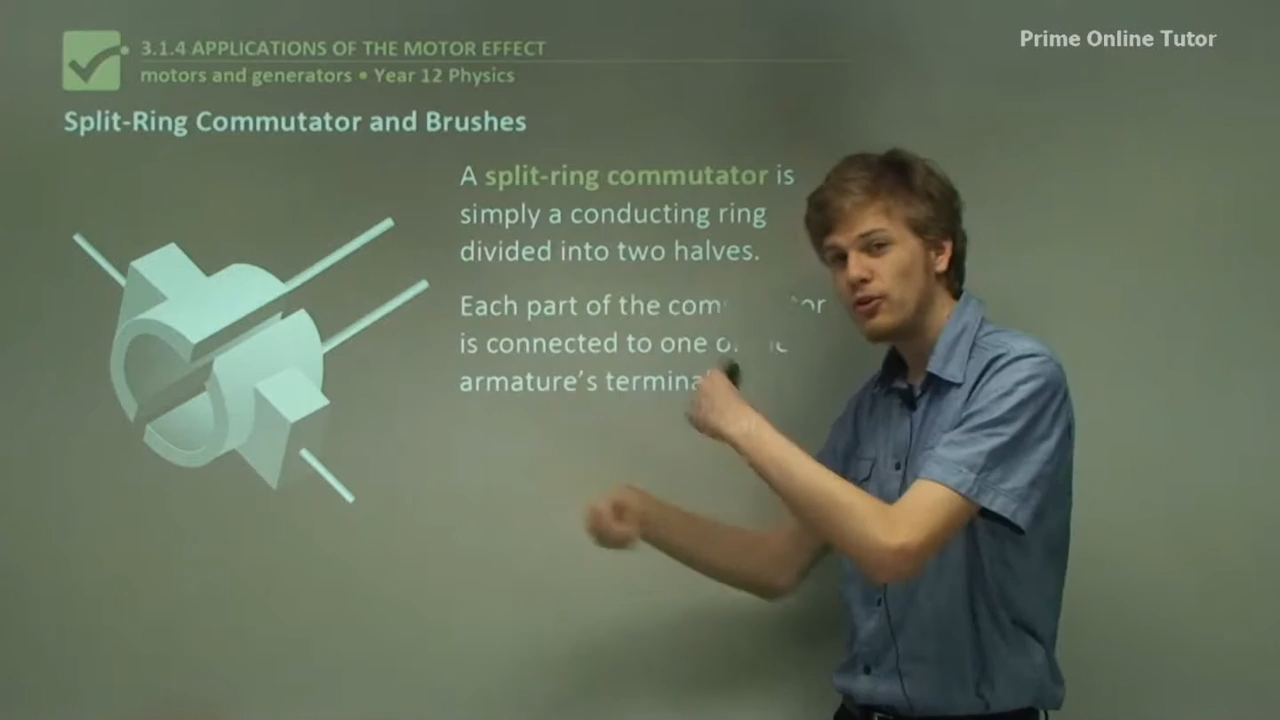 Prime Online Tutor
3.1.4 APPLICATIONS OF THE MOTOR EFFECT
motors and generators • Year 12 Physics
Split-Ring Commutator and Brushes
A split-ring commutator is
simply a conducting ring
divided into two halves.
Each part of the
is connected to one
armature's